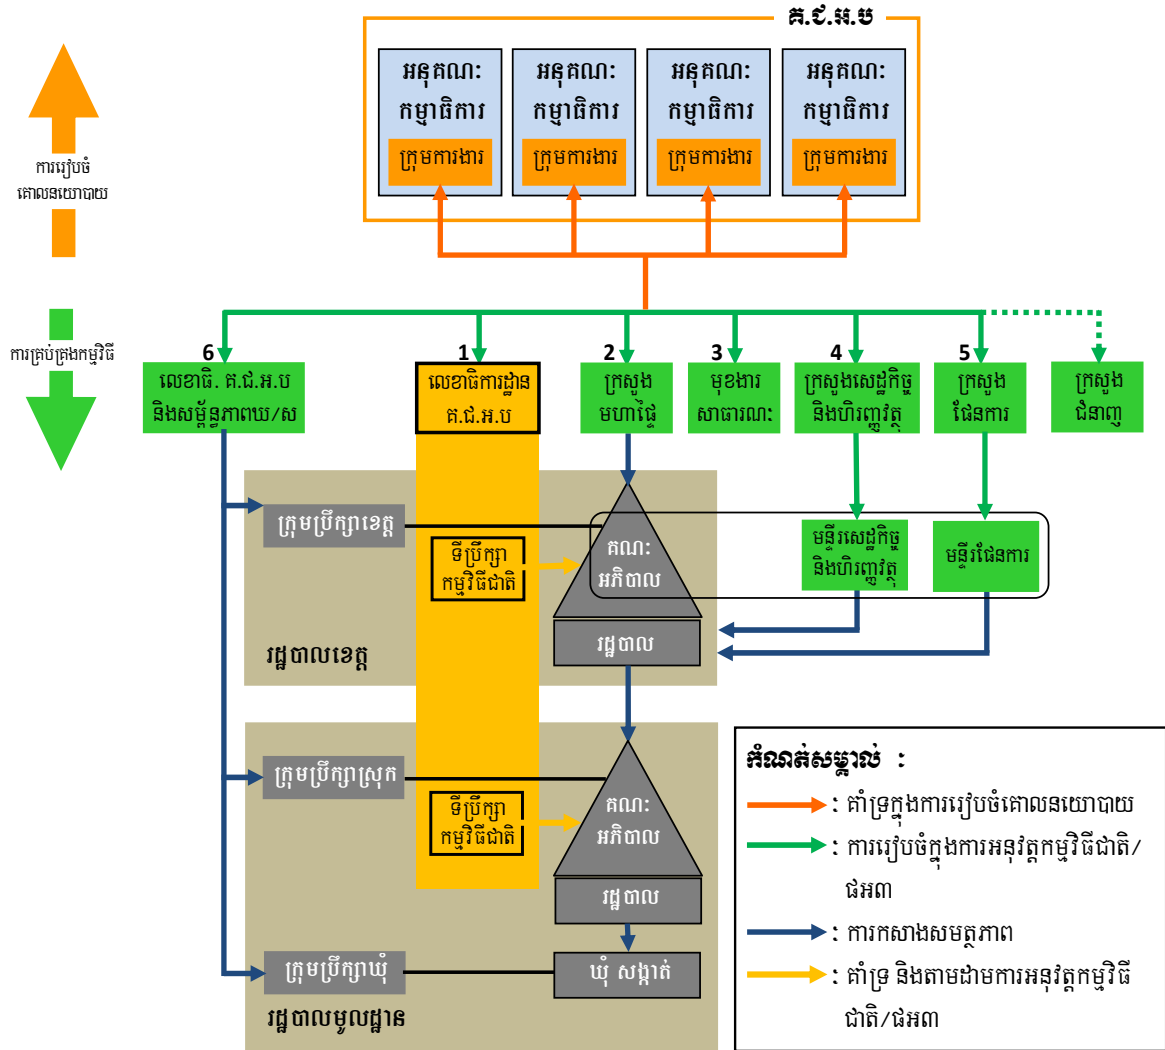 គ.ជ.អ.ប
អនុគណៈ
កម្មាធិការ
ក្រុមការងារ
អនុគណៈ
កម្មាធិការ
ក្រុមការងារ
អនុគណៈ
កម្មាធិការ
ក្រុមការងារ
អនុគណៈ
កម្មាធិការ
ក្រុមការងារ
ការរៀបចំ
គោលនយោបាយ
ការគ្រប់គ្រងកម្មវិធី
6
លេខាធិ. គ.ជ.អ.ប
និងសម្ព័ន្ធភាពឃ/ស
1
លេខាធិការដ្ឋាន
គ.ជ.អ.ប
2
ក្រសួង
មហាផ្ទៃ
3
មុខងារ
សាធារណៈ
4
ក្រសួងសេដ្ឋកិច្ច
និងហិរញ្ញវត្ថុ
5
ក្រសួង
ផែនការ
ក្រសួង
ជំនាញ
ក្រុមប្រឹក្សាខេត្ត
ទីប្រឹក្សា
កម្មវិធីជាតិ
គណៈ
អភិបាល
មន្ទីរសេដ្ឋកិច្ច
និងហិរញ្ញវត្ថុ
មន្ទីរផែនការ
រដ្ឋបាល
រដ្ឋបាលខេត្ត
ក្រុមប្រឹក្សាស្រុក
ទីប្រឹក្សា
កម្មវិធីជាតិ
គណៈ
អភិបាល
រដ្ឋបាល
ក្រុមប្រឹក្សាឃុំ
ឃុំ សង្កាត់
រដ្ឋបាលមូលដ្ឋាន
កំណត់សម្គាល់ :
: គាំទ្រក្នុងការរៀបចំគោលនយោបាយ
: ការរៀបចំក្នុងការអនុវត្តកម្មវិធីជាតិ/
ផអ៣
: ការកសាងសមត្ថភាព
: គាំទ្រ និងតាមដាមការអនុវត្តកម្មវិធី
ជាតិ/ផអ៣